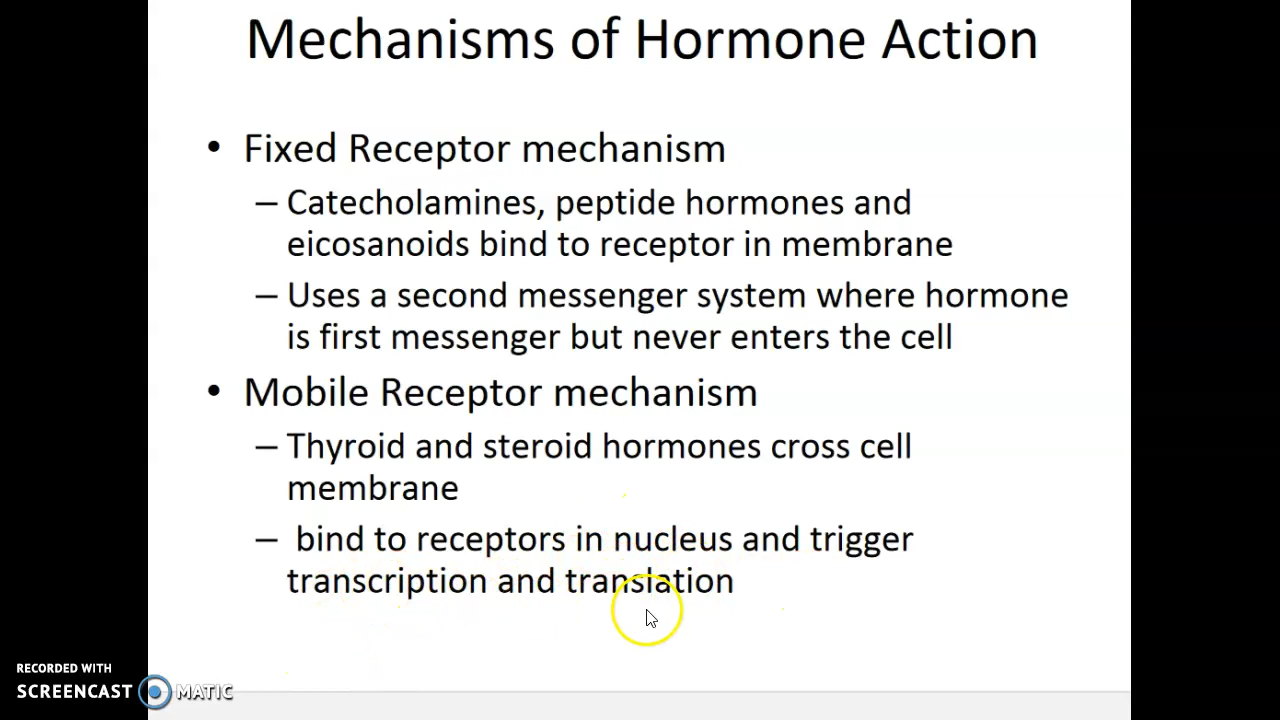 Mechanisms of Hormone Action
• Fixed Receptor mechanism
– Catecholamines, peptide hormones and
eicosanoids bind to receptor in membrane
– Uses a second messenger system where hormone
is first messenger but never enters the cell
• Mobile Receptor mechanism
– Thyroid and steroid hormones cross cell
membrane
– bind to receptors in nucleus and trigger
transcription and translation
RECORDED WITH
SCREENCAST MATIC